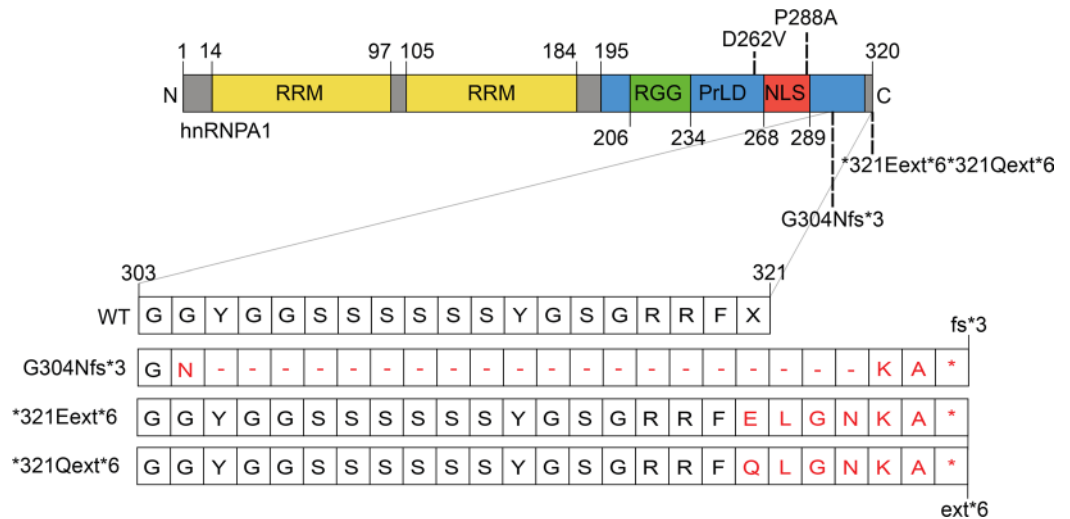 P288A
D262V
1 14 97 105 184 195 320
N RRM RRM RGG PrLD NLS C
hnRNPA1
206 234 268 289
*321Eext*6*321Qext*6
G304Nfs*3
303 321
WT G G Y G G S S S S S S Y G S G R R F X
fs*3
G304Nfs*3 G N - - - - - - - - - - - - - - - - - - - K A *
*321Eext*6 G G Y G G S S S S S S Y G S G R R F E L G N K A *
*321Qext*6 G G Y G G S S S S S S Y G S G R R F Q L G N K A *
ext*6